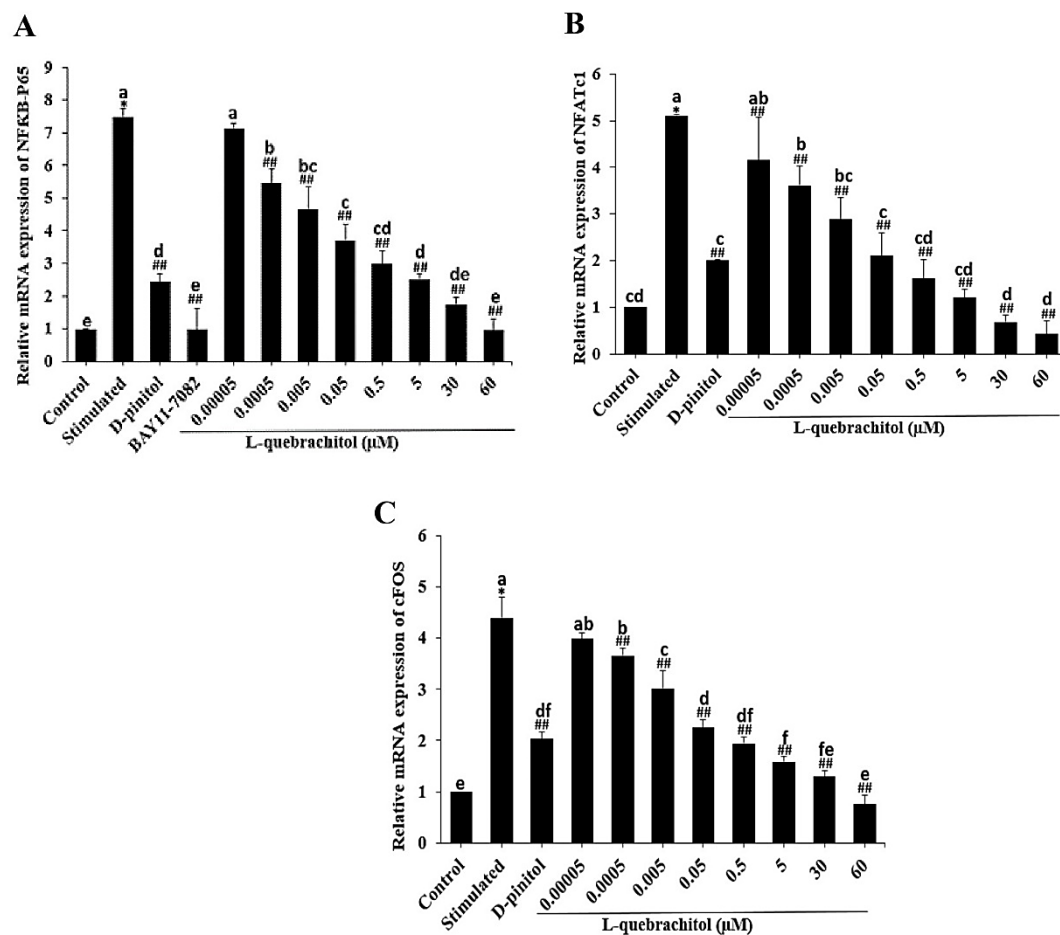 A
Relative mRNA expression of NFKB-P65
9
8
7
6
5
4
3
2
1
0
e
a
*
d
##
e
##
a
b
##
bc
##
c
##
cd
##
d
##
de
##
e
##
Control
Stimulated
D-pinitol
BAY11-7082
0.00005
0.0005
0.005
0.05
0.5
5
30
60
L-quebrachitol (μM)
B
Relative mRNA expression of NFATc1
6
5
4
3
2
1
0
cd
a
*
c
##
ab
##
b
##
bc
##
c
##
cd
##
cd
##
d
##
d
##
Control
Stimulated
D-pinitol
0.00005
0.0005
0.005
0.05
0.5
5
30
60
L-quebrachitol (μM)
C
Relative mRNA expression of cFOS
6
5
4
3
2
1
0
e
a
*
df
##
ab
b
##
c
##
d
##
df
##
f
##
fe
##
e
##
Control
Stimulated
D-pinitol
0.00005
0.0005
0.005
0.05
0.5
5
30
60
L-quebrachitol (μM)